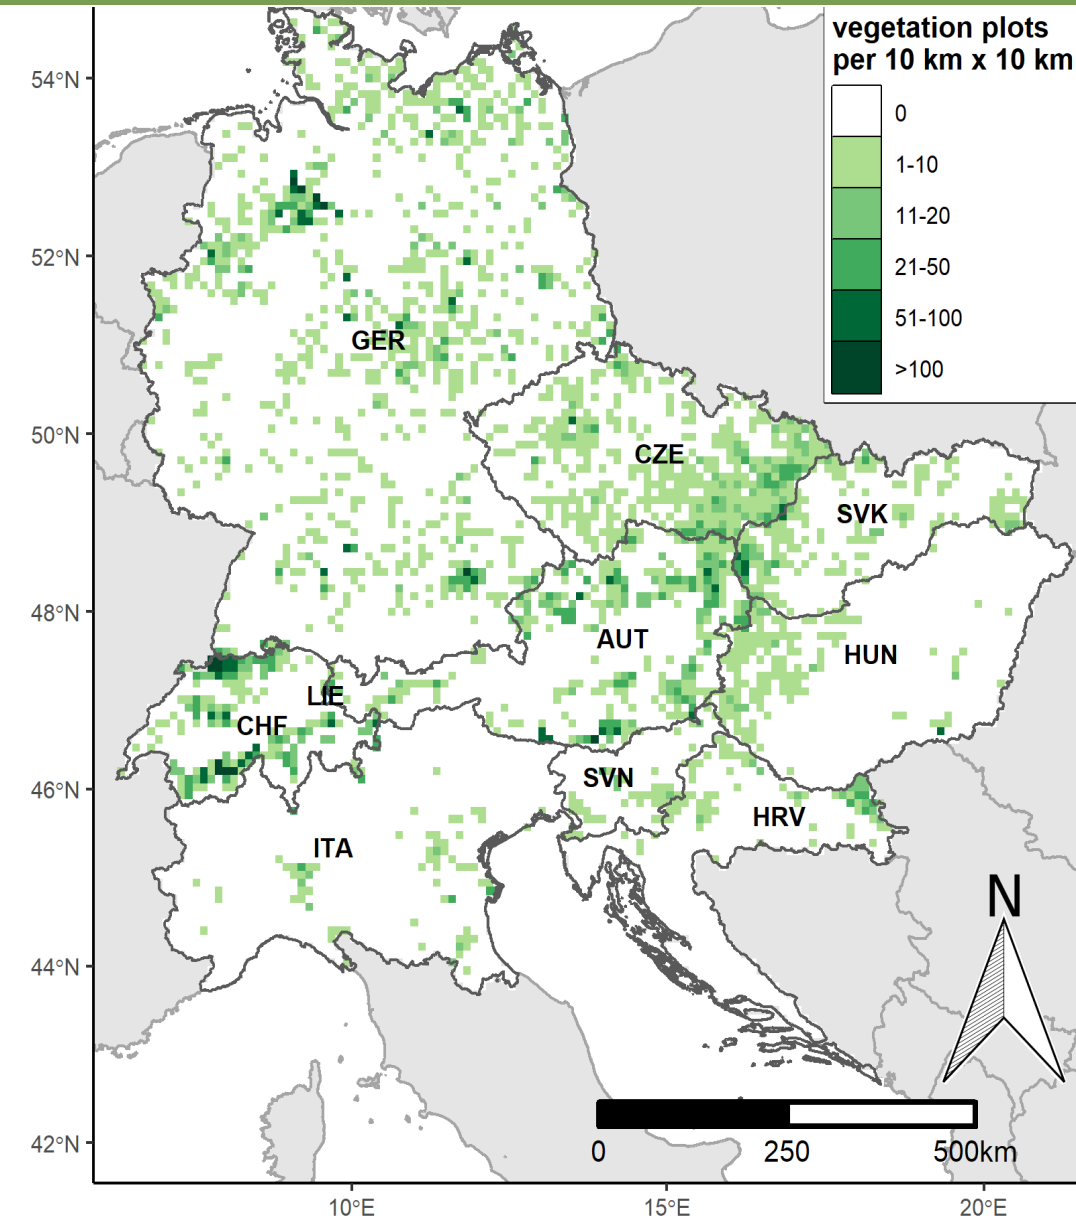 vegetation plots
per 10 km x 10 km
0
1-10
11-20
21-50
51-100
>100
54°N
52°N
50°N
48°N
46°N
44°N
42°N
GER
CZE
SVK
AUT
HUN
LIE
CHF
SVN
HRV
ITA
N
0 250 500km
10°E 15°E 20°E